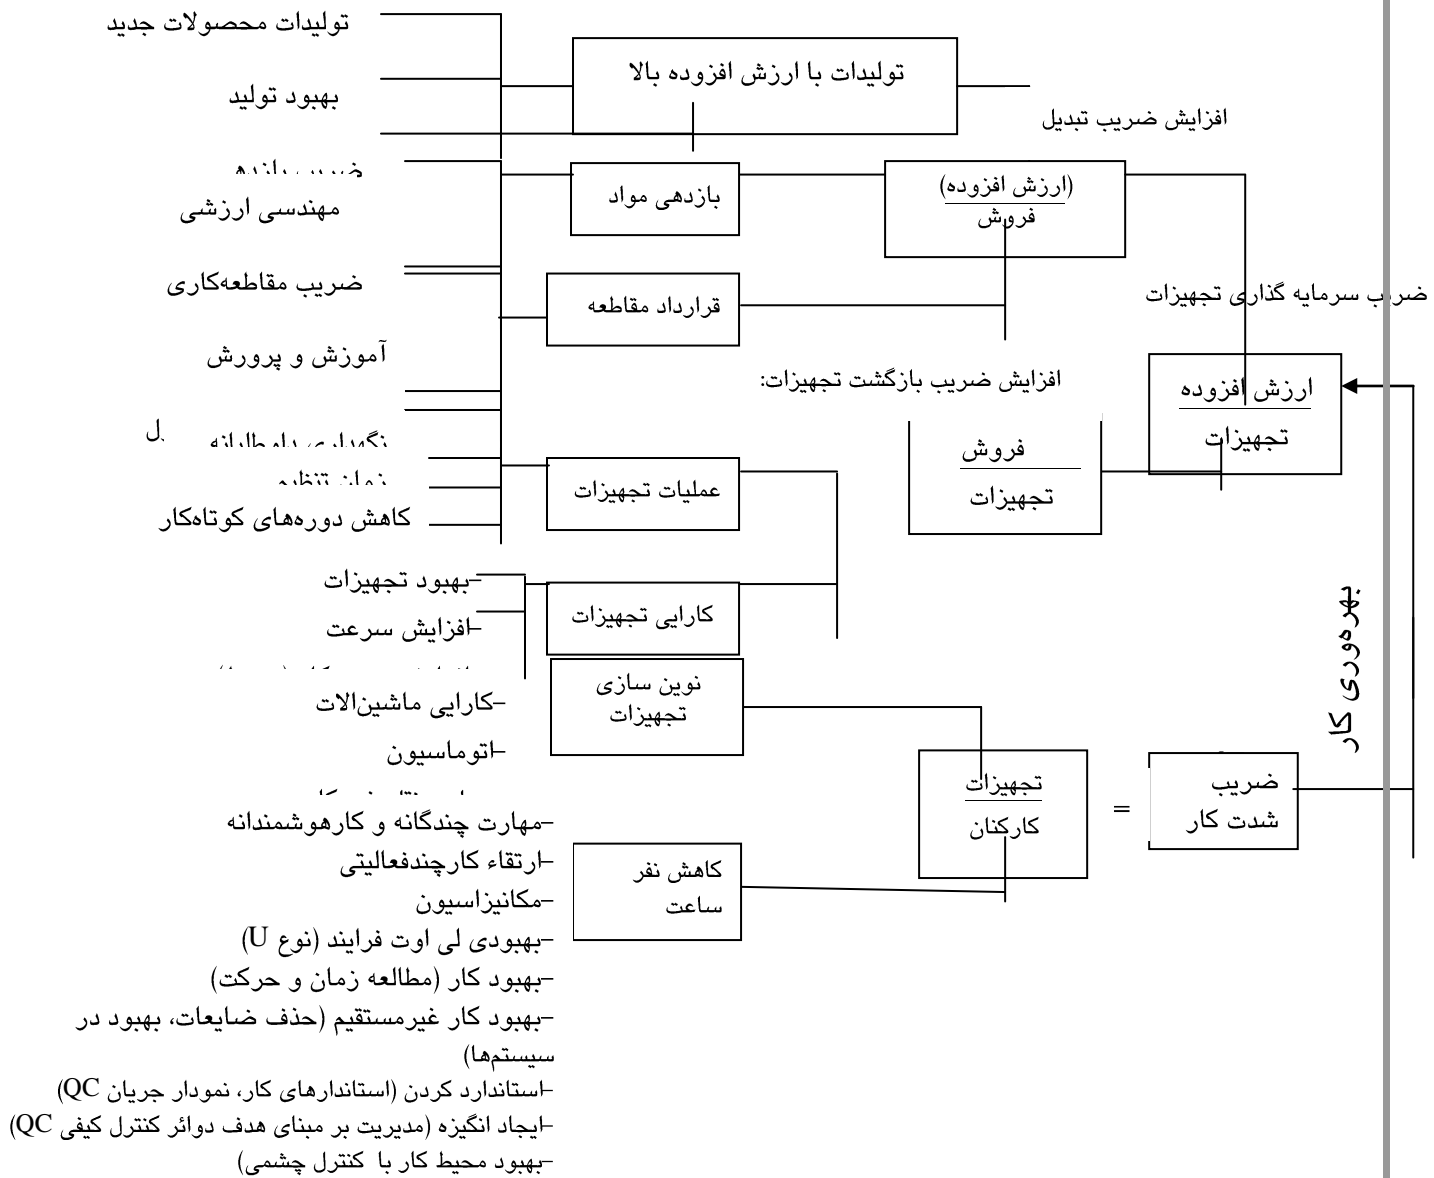 تولیدات محصولات جدید
تولیدات با ارزش افزوده بالا
بهبود تولید
افزایش ضریب تبدیل
(ارزش افزوده)
فروش
بازدهی مواد
مهندسی ارزشی
ضریب مقاطعه‌کاری
قرارداد مقاطعه
ضریب سرمایه گذاری تجهیزات
آموزش و پرورش
افزایش ضریب بازگشت تجهیزات:
ارزش افزوده
تجهیزات
فروش
تجهیزات
عملیات تجهیزات
کاهش دوره‌های کوتاه‌کار
–بهبود تجهیزات
کارایی تجهیزات
–افزایش سرعت
بهره‌وری کار
نوین سازی
تجهیزات
–کارایی ماشین‌الات
–اتوماسیون
ضریب
شدت کار
=
تجهیزات
کارکنان
کاهش نفر
ساعت
–مهارت چندگانه و کارهوشمندانه
–ارتقاء کارچندفعالیتی
–مکانیزاسیون
–بهبودی لی اوت فرایند (نوع U)
–بهبود کار (مطالعه زمان و حرکت)
–بهبود کار غیرمستقیم (حذف ضایعات، بهبود در
سیستم‌ها)
–استاندارد کردن (استاندارهای کار، نمودار جریان QC)
–ایجاد انگیزه (مدیریت بر مبنای هدف دوائر کنترل کیفی QC)
–بهبود محیط کار با کنترل چشمی)